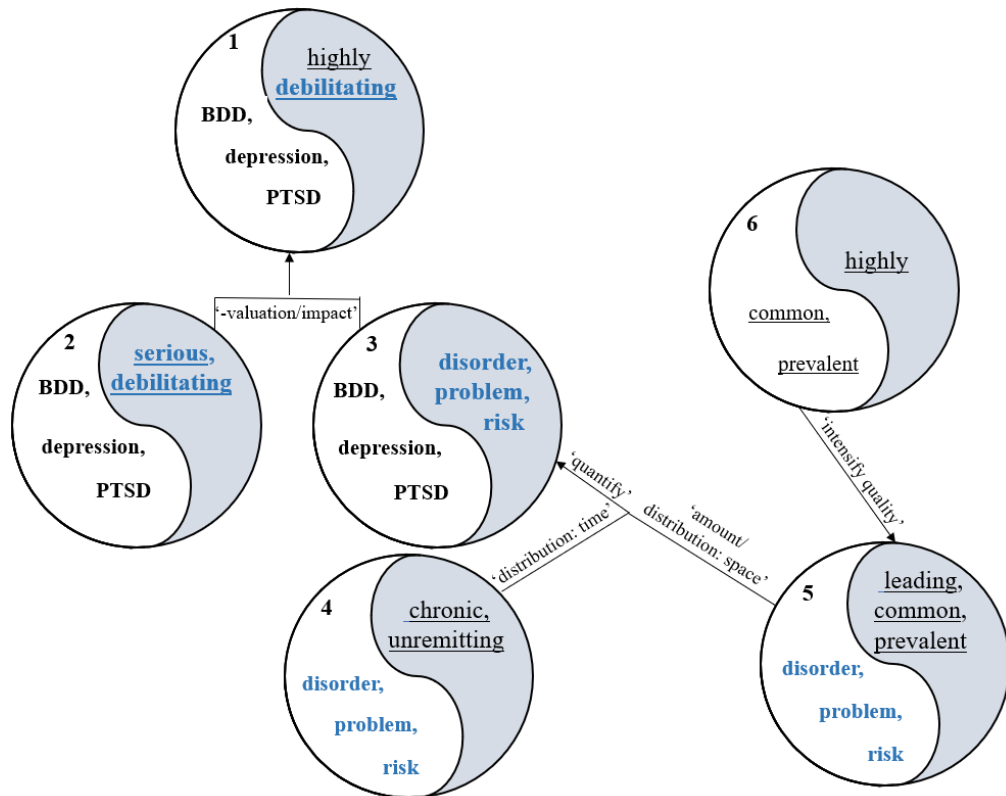 1
highly
debilitating
BDD,
depression,
PTSD
'-valuation/impact'
2
serious,
debilitating
BDD,
depression,
PTSD
3
disorder,
problem,
risk
BDD,
depression,
PTSD
6
highly
common,
prevalent
'intensify quality'
'quantify'
'distribution: time'
'amount/
distribution: space'
4
chronic,
unremitting
disorder,
problem,
risk
5
leading,
common,
prevalent
disorder,
problem,
risk